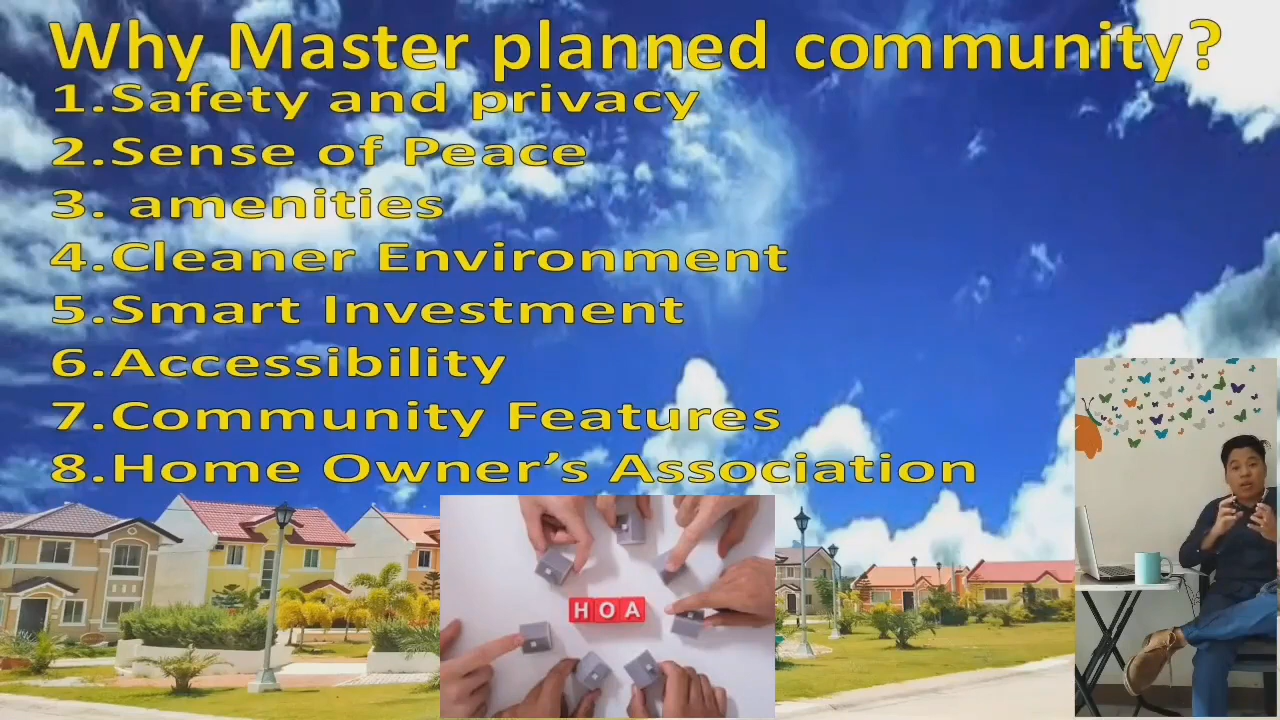 Why Master planned community?
1.Safety and privacy
2.Sense of Peace
3. amenities
4.Cleaner Environment
5.Smart Investment
6.Accessibility
7.Community Features
8.Home Owner’s Association
HOA